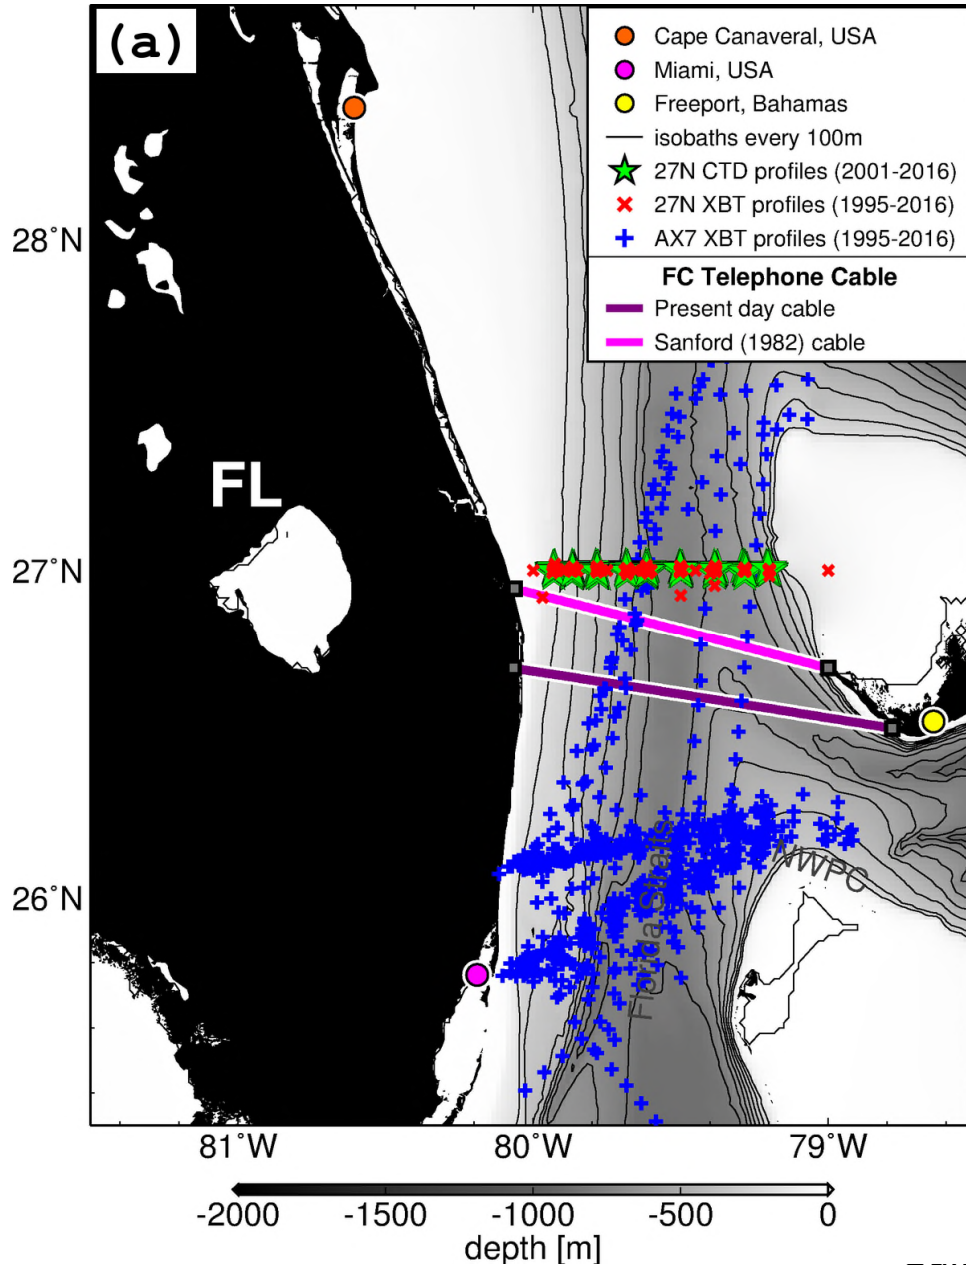 (a)
Cape Canaveral, USA
Miami, USA
Freeport, Bahamas
isobaths every 100m
27N CTD profiles (2001-2016)
27N XBT profiles (1995-2016)
AX7 XBT profiles (1995-2016)
FC Telephone Cable
Present day cable
Sanford (1982) cable
28°N
FL
27°N
26°N
Florida Straits
NWPC
81°W
80°W
79°W
-2000
-1500
-1000
-500
0
depth [m]